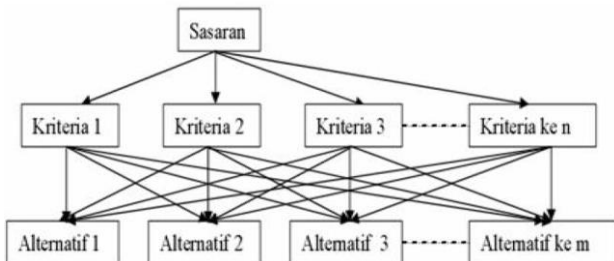 Sasaran
Kriteria 1 Kriteria 2 Kriteria 3 Kriteria ke n
Alternatif 1 Alternatif 2 Alternatif 3 Alternatif ke m